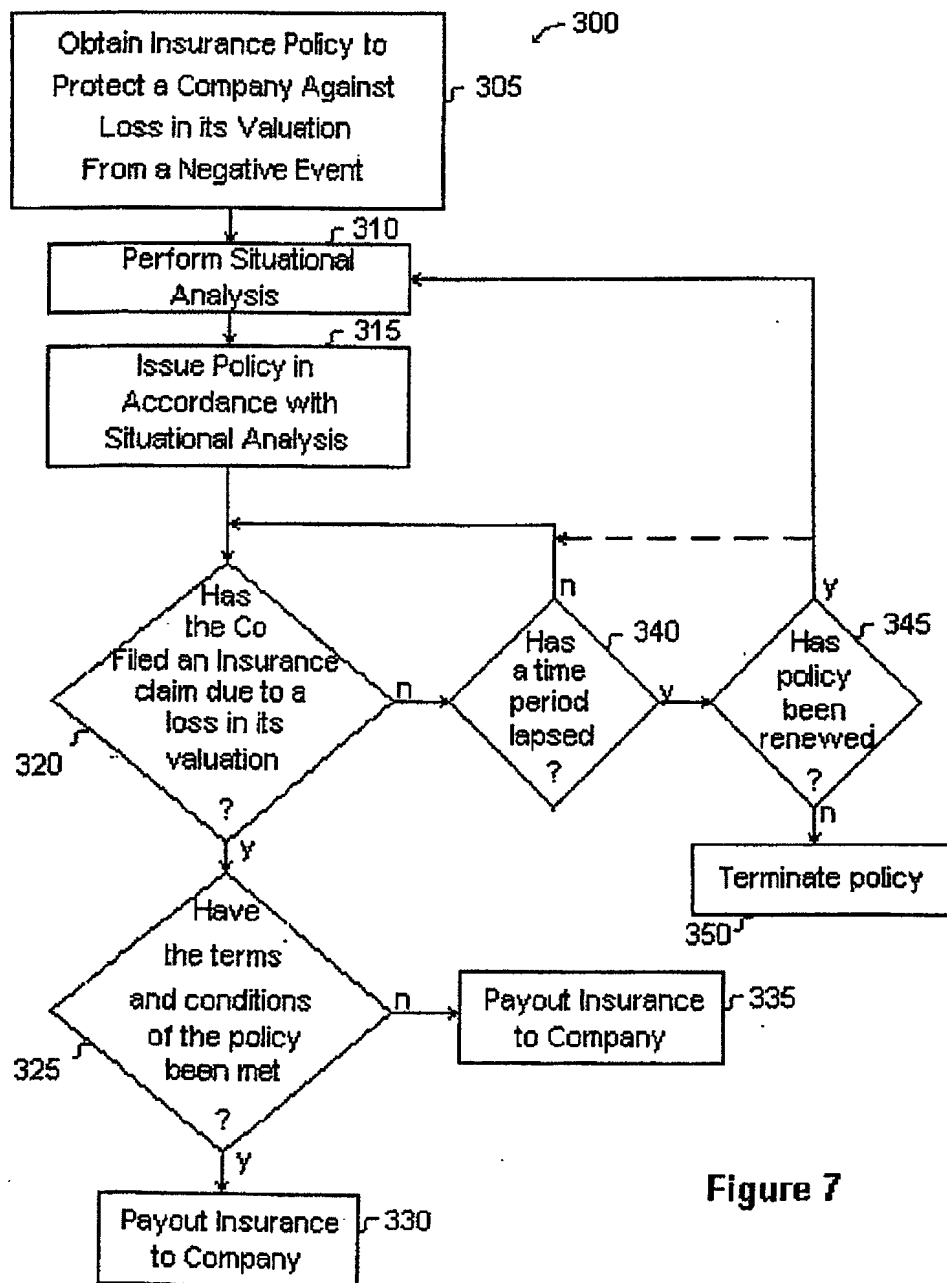 300
Obtain Insurance Policy to
Protect a Company Against
Loss in its Valuation
From a Negative Event
305
310
Perform Situational
Analysis
315
Issue Policy in
Accordance with
Situational Analysis
Has
the Co
Filed an Insurance
claim due to a
loss in its
valuation
?
320
n
y
Has
a time
period
lapsed
?
340
n
y
Has
policy
been
renewed
?
345
y
n
Terminate policy
350
Have
the terms
and conditions
of the policy
been met
?
325
n
y
Payout Insurance
to Company
335
Payout Insurance
to Company
330
Figure 7